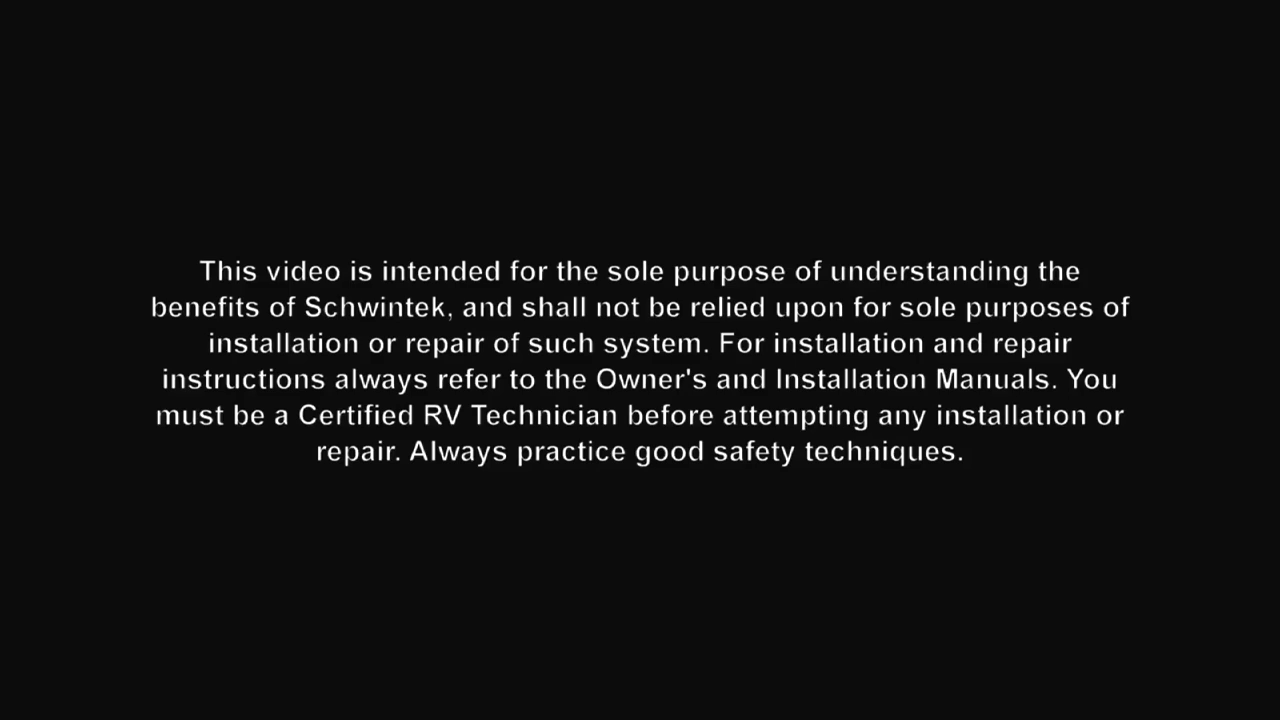 This video is intended for the sole purpose of understanding the
benefits of Schwintek, and shall not be relied upon for sole purposes of
installation or repair of such system. For installation and repair
instructions always refer to the Owner's and Installation Manuals. You
must be a Certified RV Technician before attempting any installation or
repair. Always practice good safety techniques.